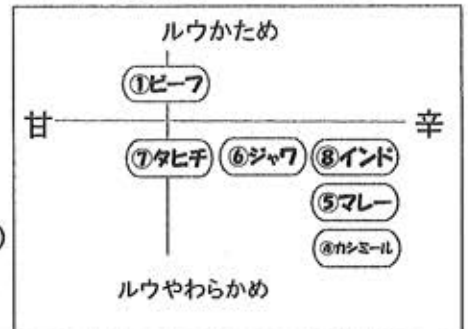 ルウかため
①ビーフ
甘 辛
⑦タヒチ ⑥ジャワ ⑧インド
⑤マレー
④カシミール
ルウやわらかめ
)